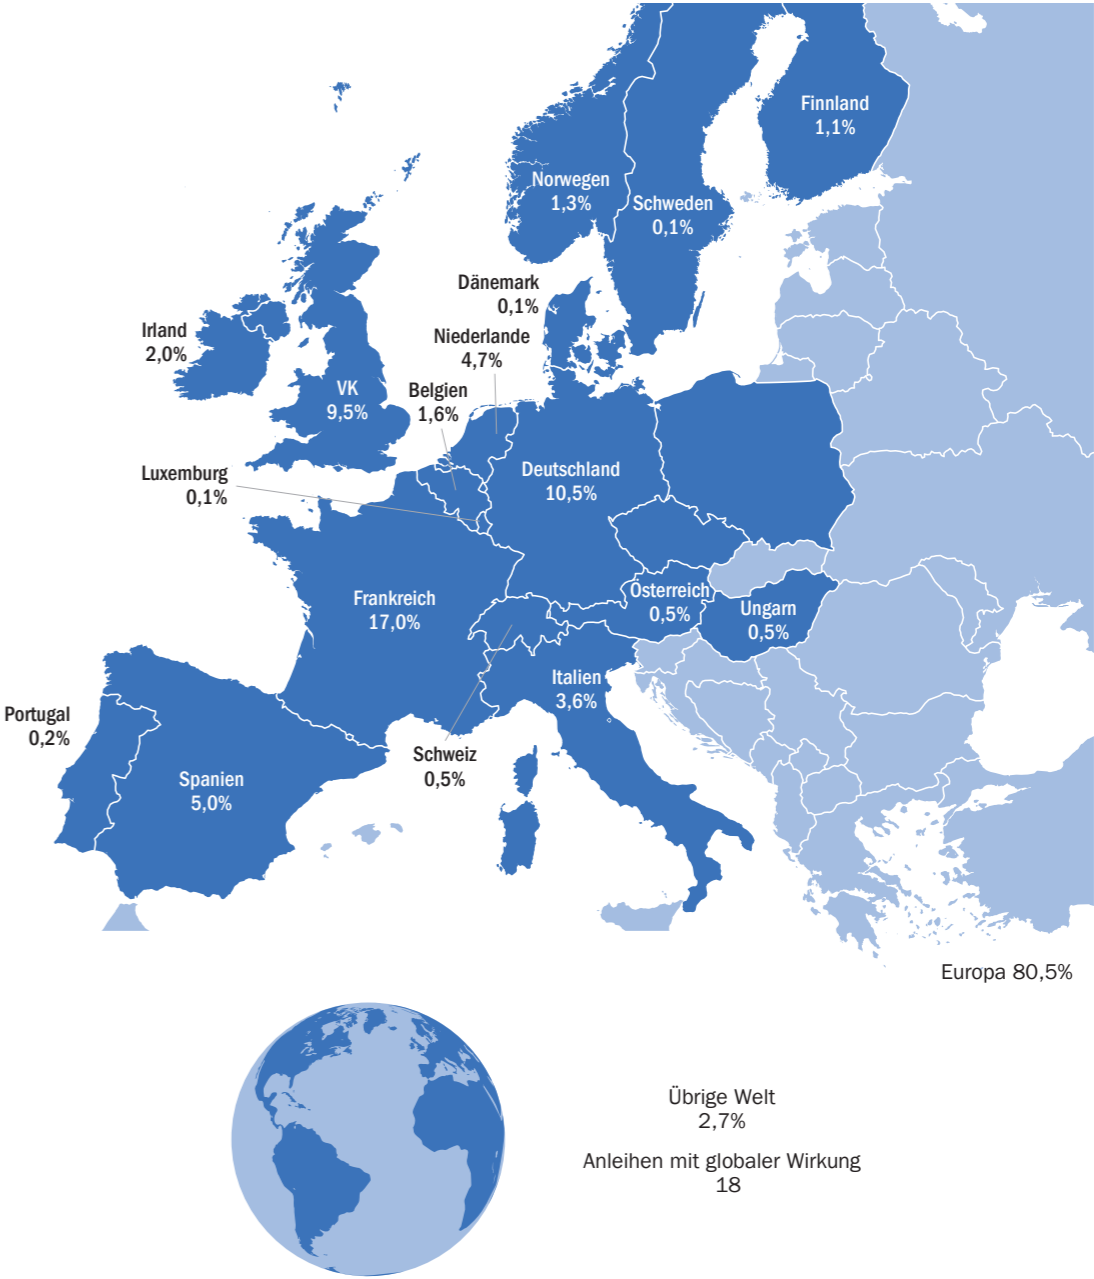 Finnland
1,1%
Norwegen
1,3%
Schweden
0,1%
Dänemark
0,1%
Niederlande
4,7%
Irland
2,0%
VK
9,5%
Belgien
1,6%
Luxemburg
0,1%
Deutschland
10,5%
Frankreich
17,0%
Österreich
0,5%
Ungarn
0,5%
Italien
3,6%
Portugal
0,2%
Schweiz
0,5%
Spanien
5,0%
Europa 80,5%
Übrige Welt
2,7%
Anleihen mit globaler Wirkung
18